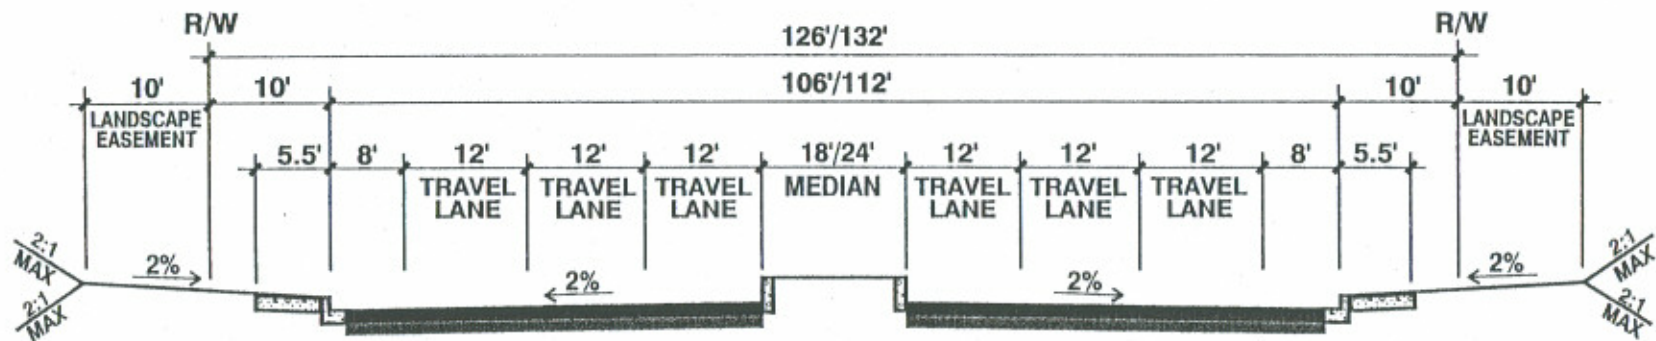 R/W R/W
126'/132'
10' 10' 106'/112' 10' 10'
LANDSCAPE EASEMENT LANDSCAPE EASEMENT
5.5' 8' 12' 12' 12' 18'/24' 12' 12' 12' 8' 5.5'
TRAVEL LANE TRAVEL LANE TRAVEL LANE MEDIAN TRAVEL LANE TRAVEL LANE TRAVEL LANE
2:1 MAX 2% 2% 2% 2% 2:1 MAX
2:1 MAX 2:1 MAX